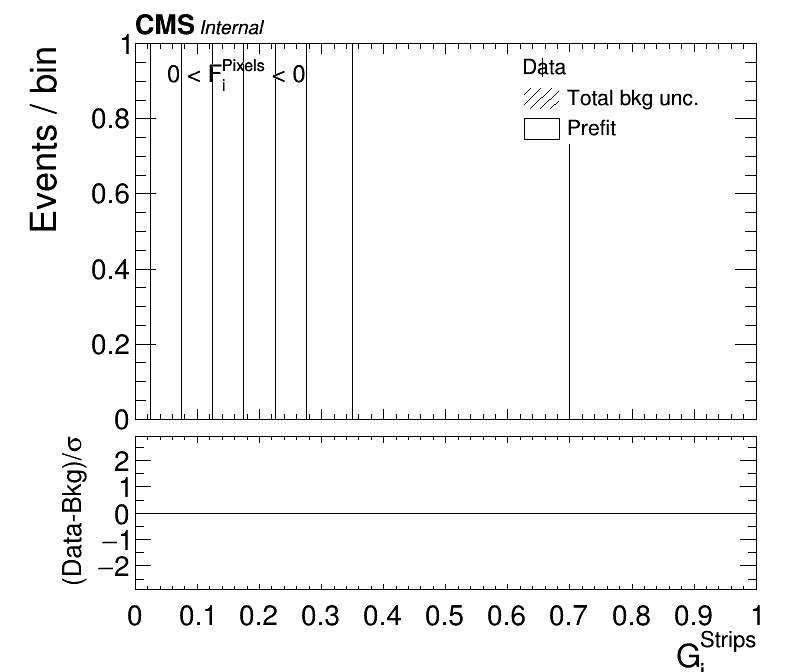 CMS Internal
0 < F_i^Pixels < 0
Data
Total bkg unc.
Prefit
Events / bin
1
0.8
0.6
0.4
0.2
0
(Data-Bkg)/σ
2
1
0
−1
−2
0 0.1 0.2 0.3 0.4 0.5 0.6 0.7 0.8 0.9 1
G_i^Strips